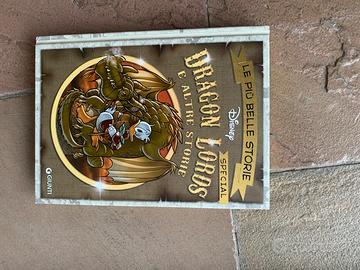 LE PIÙ BELLE STORIE
SPECIAL
Disney
DRAGON LORDS
E ALTRE STORIE
GIUNTI